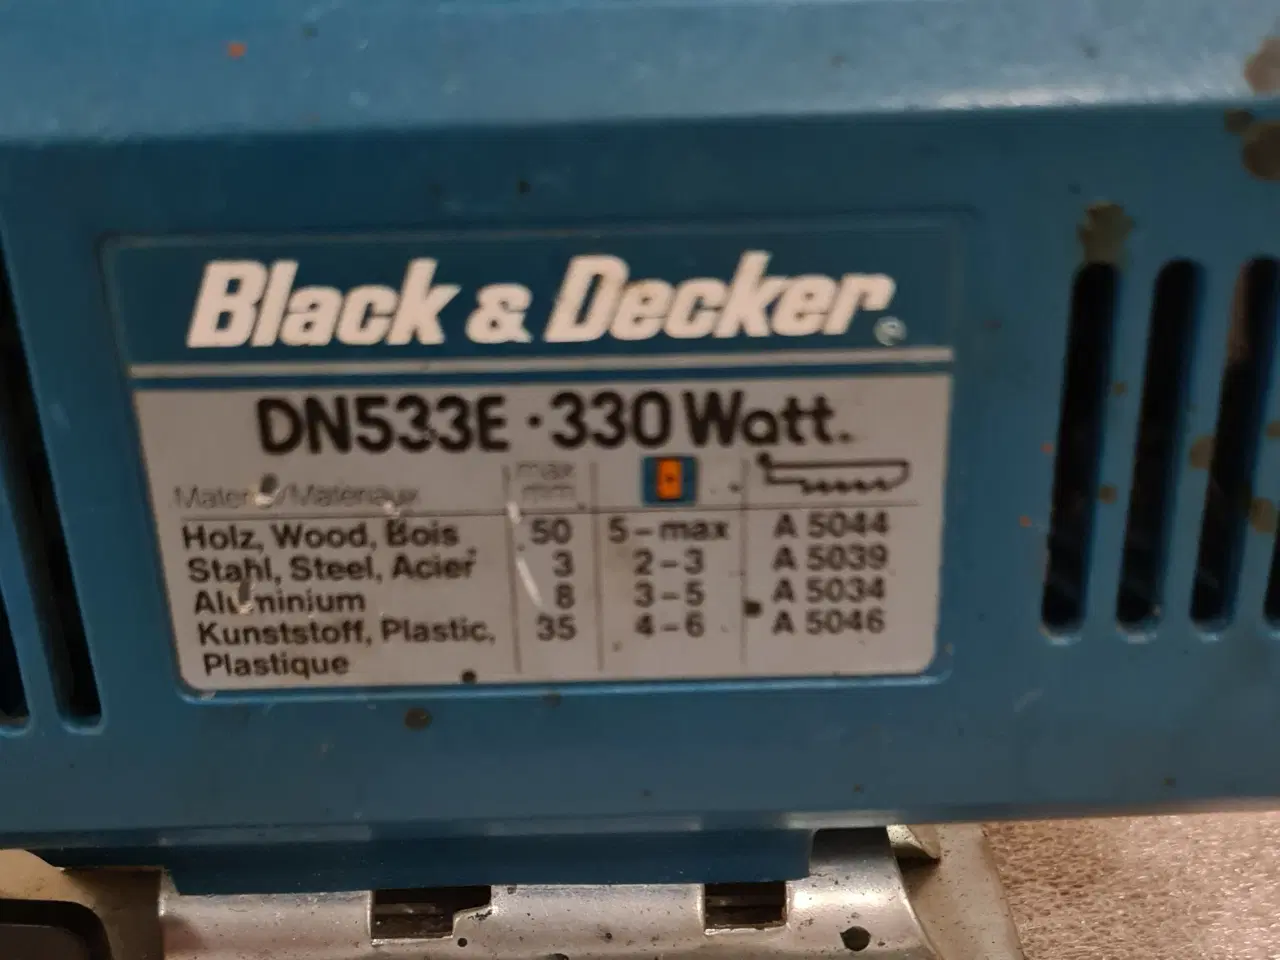 Black & Decker
DN533E · 330 Watt.
max
mm
Holz, Wood, Bois 50 5-max A 5044
Stahl, Steel, Acier 3 2-3 A 5039
Aluminium 8 3-5 A 5034
Kunststoff, Plastic, 35 4-6 A 5046
Plastique